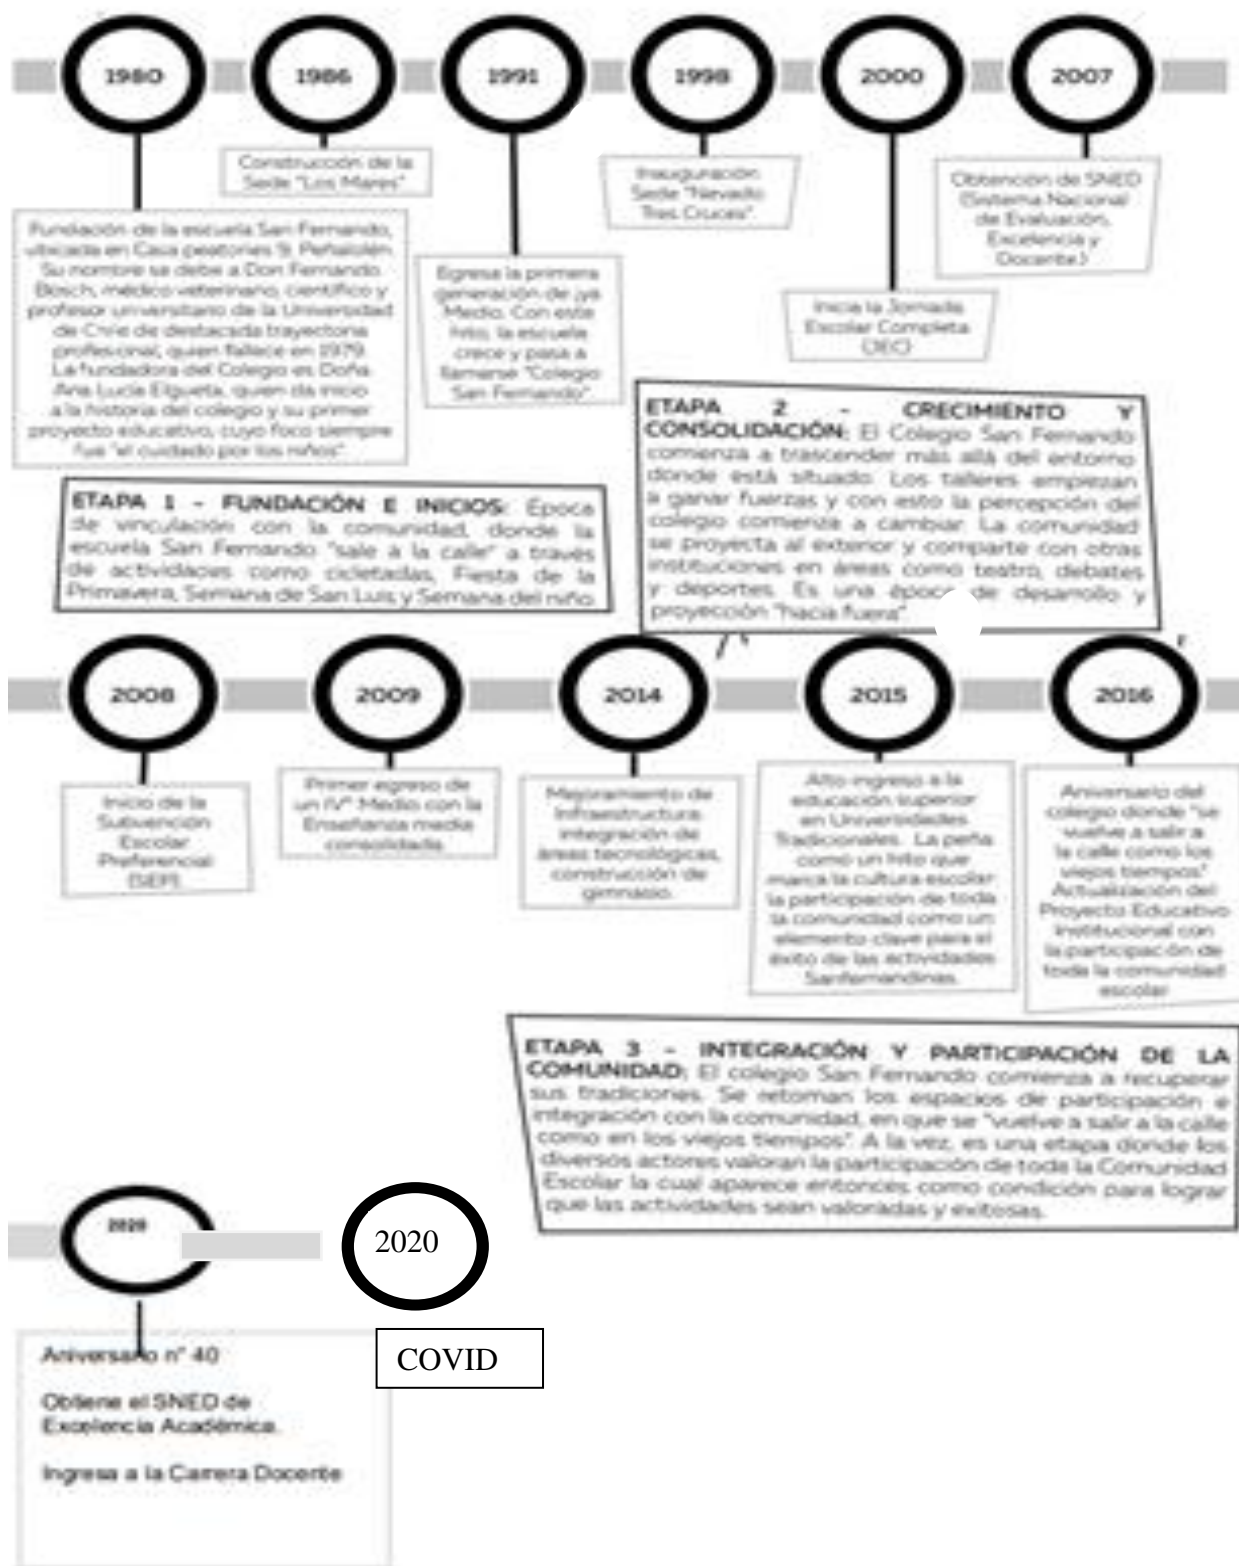 1980
1986
1991
1998
2000
2007
Fundación de la escuela San Fernando,
ubicada en Casa peatones 9, Peñalolén.
Su nombre se debe a Don Fernando
Bosch, médico veterinario, científico y
profesor universitario de la Universidad
de Chile de destacada trayectoria
profesional, quien fallece en 1979.
La fundadora del Colegio es Doña
Ana Lucía Elgueta, quien da inicio
a la historia del colegio y su primer
proyecto educativo, cuyo foco siempre
fue "el cuidado por los niños".
Construcción de la
Sede "Los Mares"
Egresa la primera
generación de
Medio. Con este
hito, la escuela
crece y pasa a
llamarse "Colegio
San Fernando".
Inauguración
Sede "Nevado
Tres Cruces".
Inicia la Jornada
Escolar Completa
(JEC)
Obtención de SNED
(Sistema Nacional
de Evaluación,
Excelencia y
Docente.)
ETAPA 1 - FUNDACIÓN E INICIOS: Época
de vinculación con la comunidad, donde la
escuela San Fernando "sale a la calle" a través
de actividades como cicletadas, Fiesta de la
Primavera, Semana de San Luis y Semana del niño.
ETAPA 2 - CRECIMIENTO Y
CONSOLIDACIÓN: El Colegio San Fernando
comienza a trascender más allá del entorno
donde está situado. Los talleres empiezan
a ganar fuerzas y con esto la percepción del
colegio comienza a cambiar. La comunidad
se proyecta al exterior y comparte con otras
instituciones en áreas como teatro, debates
y deportes. Es una época de desarrollo y
proyección "hacia fuera".
2008
2009
2014
2015
2016
Inicio de la
Subvención
Escolar
Preferencial
(SEP).
Primer egreso de
un IV° Medio con la
Enseñanza media
consolidada.
Mejoramiento de
Infraestructura:
integración de
áreas tecnológicas,
construcción de
gimnasio.
Alto ingreso a la
educación superior
en Universidades
Tradicionales. La peña
como un hito que
marca la cultura escolar:
la participación de toda
la comunidad como un
elemento clave para el
éxito de las actividades
Sanfernandinas.
Aniversario del
colegio donde "se
vuelve a salir a
la calle como los
viejos tiempos"
Actualización del
Proyecto Educativo
Institucional con
la participación de
toda la comunidad
escolar
ETAPA 3 - INTEGRACIÓN Y PARTICIPACIÓN DE LA
COMUNIDAD: El colegio San Fernando comienza a recuperar
sus tradiciones. Se retoman los espacios de participación e
integración con la comunidad, en que se "vuelve a salir a la calle
como en los viejos tiempos". A la vez, es una etapa donde los
diversos actores valoran la participación de toda la Comunidad
Escolar la cual aparece entonces como condición para lograr
que las actividades sean valoradas y exitosas.
2020
2020
Aniversario n° 40
Obtiene el SNED de
Excelencia Académica.
Ingresa a la Carrera Docente
COVID